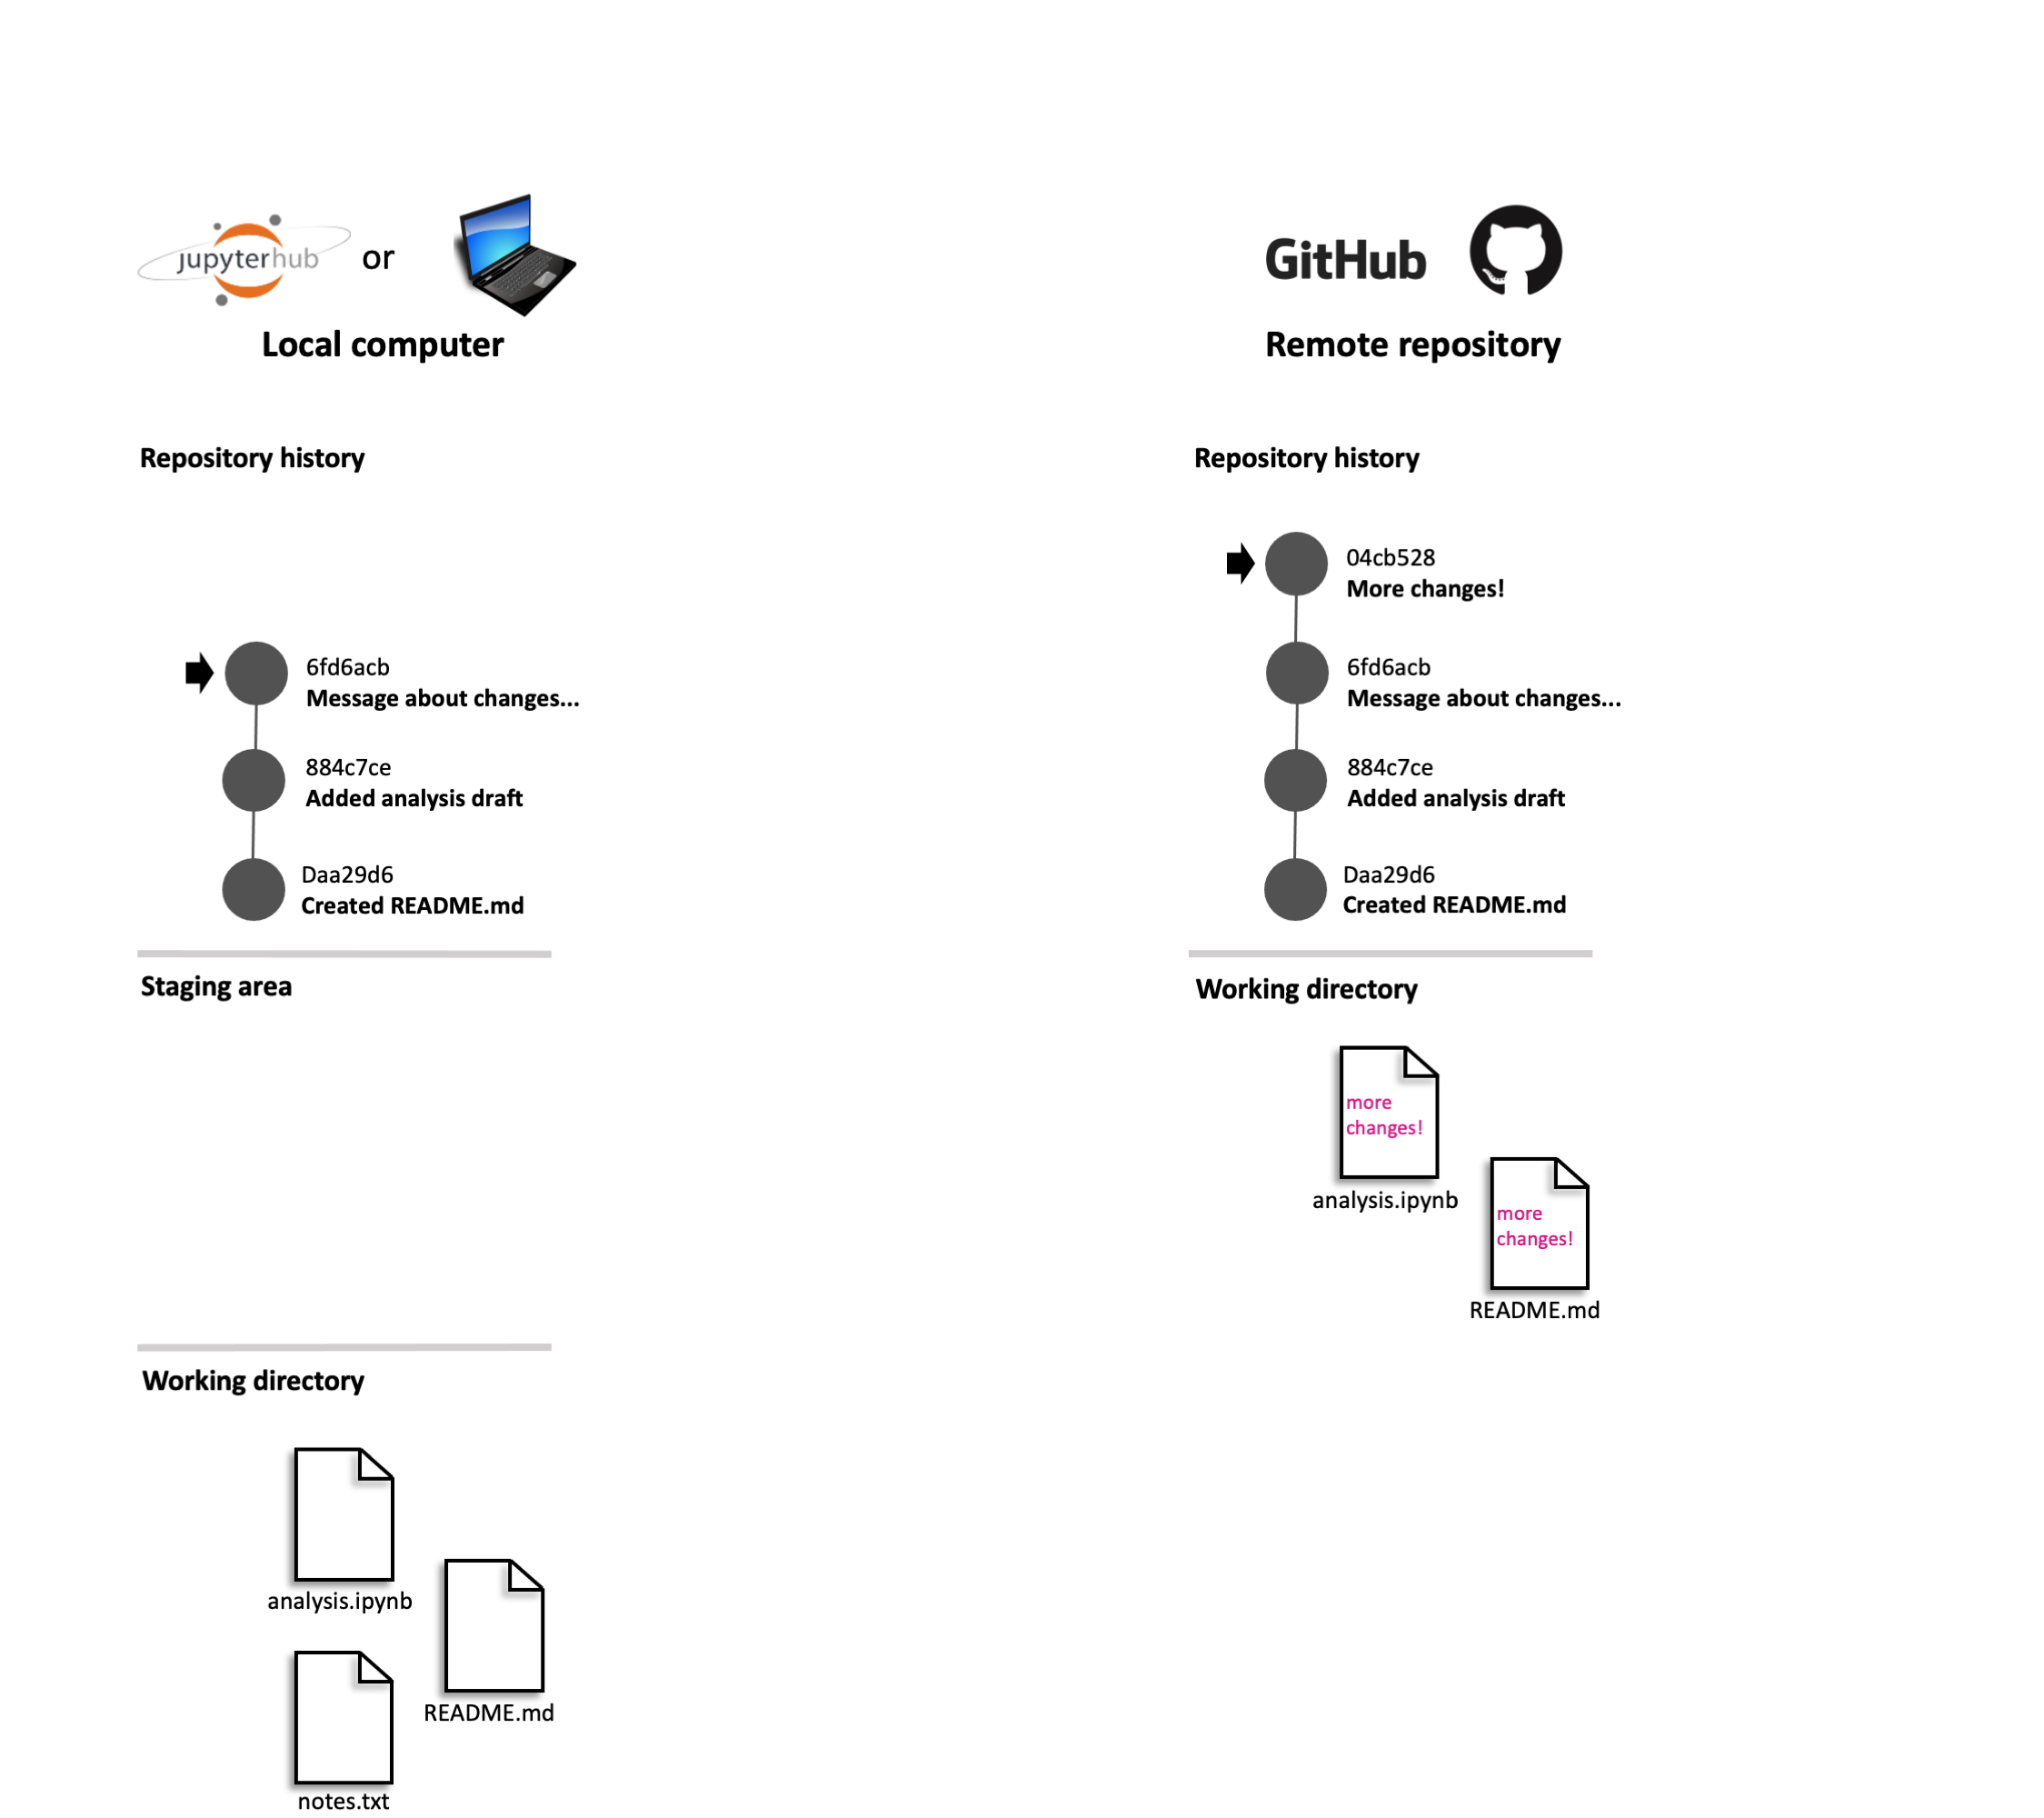 jupyterhub or
Local computer
Repository history
6fd6acb
Message about changes...
884c7ce
Added analysis draft
Daa29d6
Created README.md
Staging area
Working directory
analysis.ipynb
README.md
notes.txt
GitHub
Remote repository
Repository history
04cb528
More changes!
6fd6acb
Message about changes...
884c7ce
Added analysis draft
Daa29d6
Created README.md
Working directory
more
changes!
analysis.ipynb
more
changes!
README.md